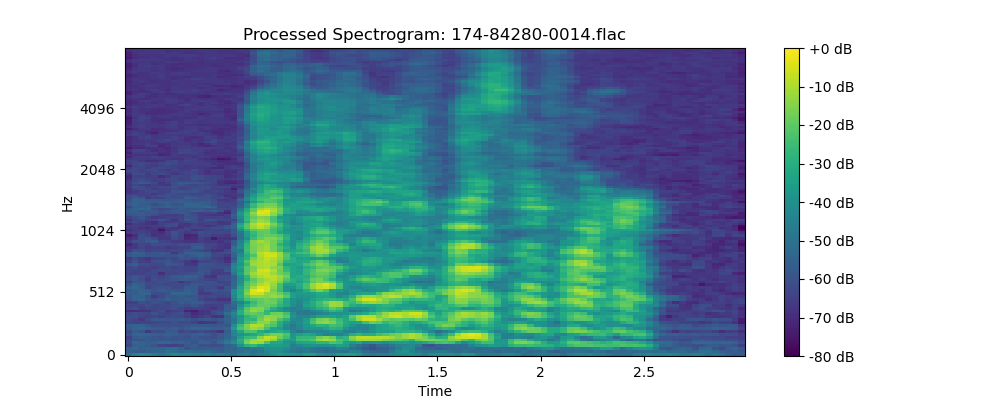 Processed Spectrogram: 174-84280-0014.flac
Hz
4096
2048
1024
512
0
0 0.5 1 1.5 2 2.5
Time
+0 dB
-10 dB
-20 dB
-30 dB
-40 dB
-50 dB
-60 dB
-70 dB
-80 dB